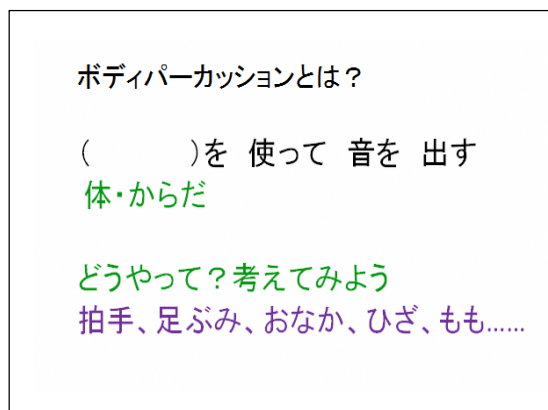 ボディパーカッションとは？
（　　　）を 使って 音を 出す
体・からだ
どうやって？考えてみよう
拍手、足ぶみ、おなか、ひざ、もも……